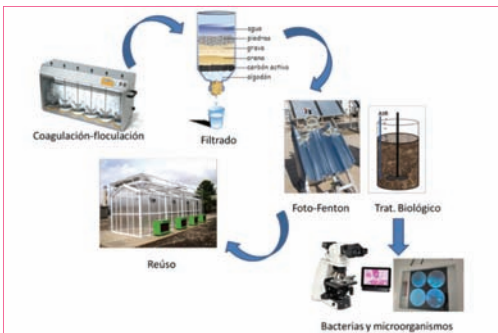 agua
piedras
grava
arena
carbón activo
algodón
Coagulación-floculación
Filtrado
Foto-Fenton
Trat. Biológico
Reúso
Bacterias y microorganismos